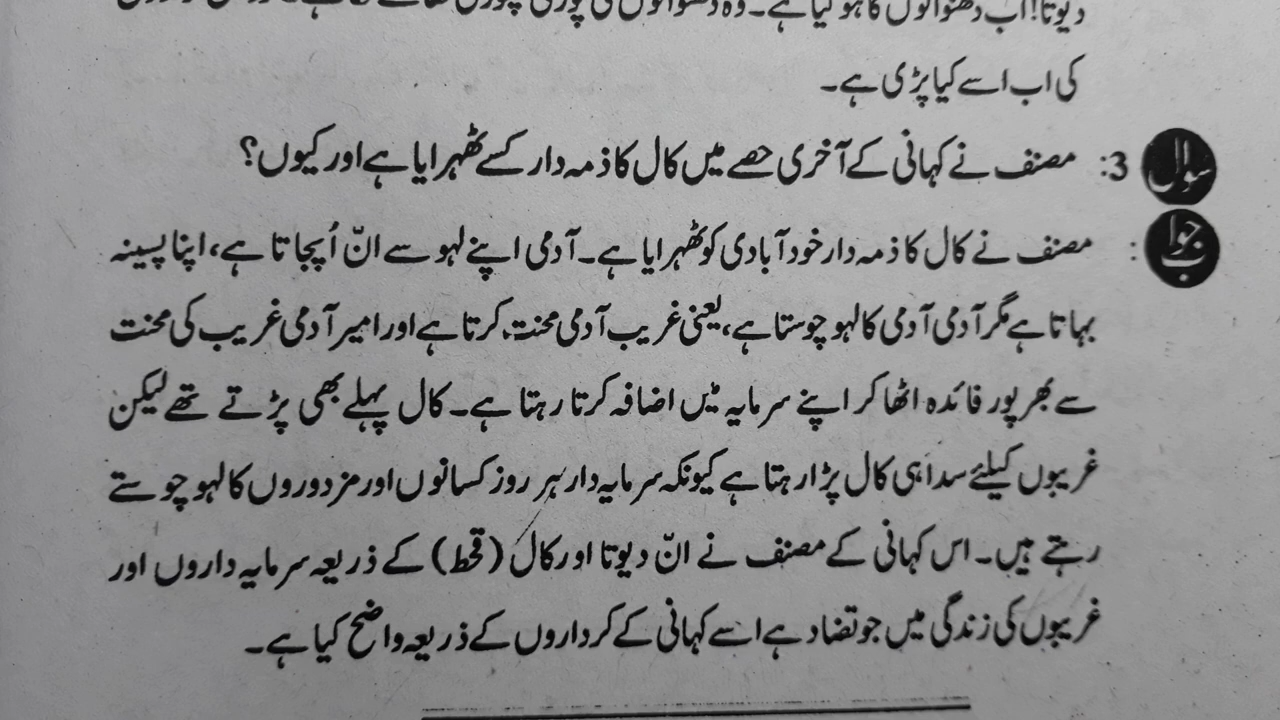 دیوتا! اب دھنوانوں کا ہو گیا ہے۔ وہ دھنوانوں کی پوری پوری
کی اب اسے کیا پڑی ہے۔
سوال 3: مصنف نے کہانی کے آخری حصے میں کال کا ذمہ دار کسے ٹھہرایا ہے اور کیوں؟
جواب : مصنف نے کال کا ذمہ دار خود آبادی کو ٹھہرایا ہے۔ آدمی اپنے لہو سے انّ اُپجاتا ہے، اپنا پسینہ
بہاتا ہے مگر آدمی آدمی کا لہو چوستا ہے، یعنی غریب آدمی محنت کرتا ہے اور امیر آدمی غریب کی محنت
سے بھرپور فائدہ اٹھا کر اپنے سرمایہ میں اضافہ کرتا رہتا ہے۔ کال پہلے بھی پڑتے تھے لیکن
غریبوں کیلئے سدا ہی کال پڑا رہتا ہے کیونکہ سرمایہ دار ہر روز کسانوں اور مزدوروں کا لہو چوستے
رہتے ہیں۔ اس کہانی کے مصنف نے انّ دیوتا اور کال (قحط) کے ذریعہ سرمایہ داروں اور
غریبوں کی زندگی میں جو تضاد ہے اسے کہانی کے کرداروں کے ذریعہ واضح کیا ہے۔